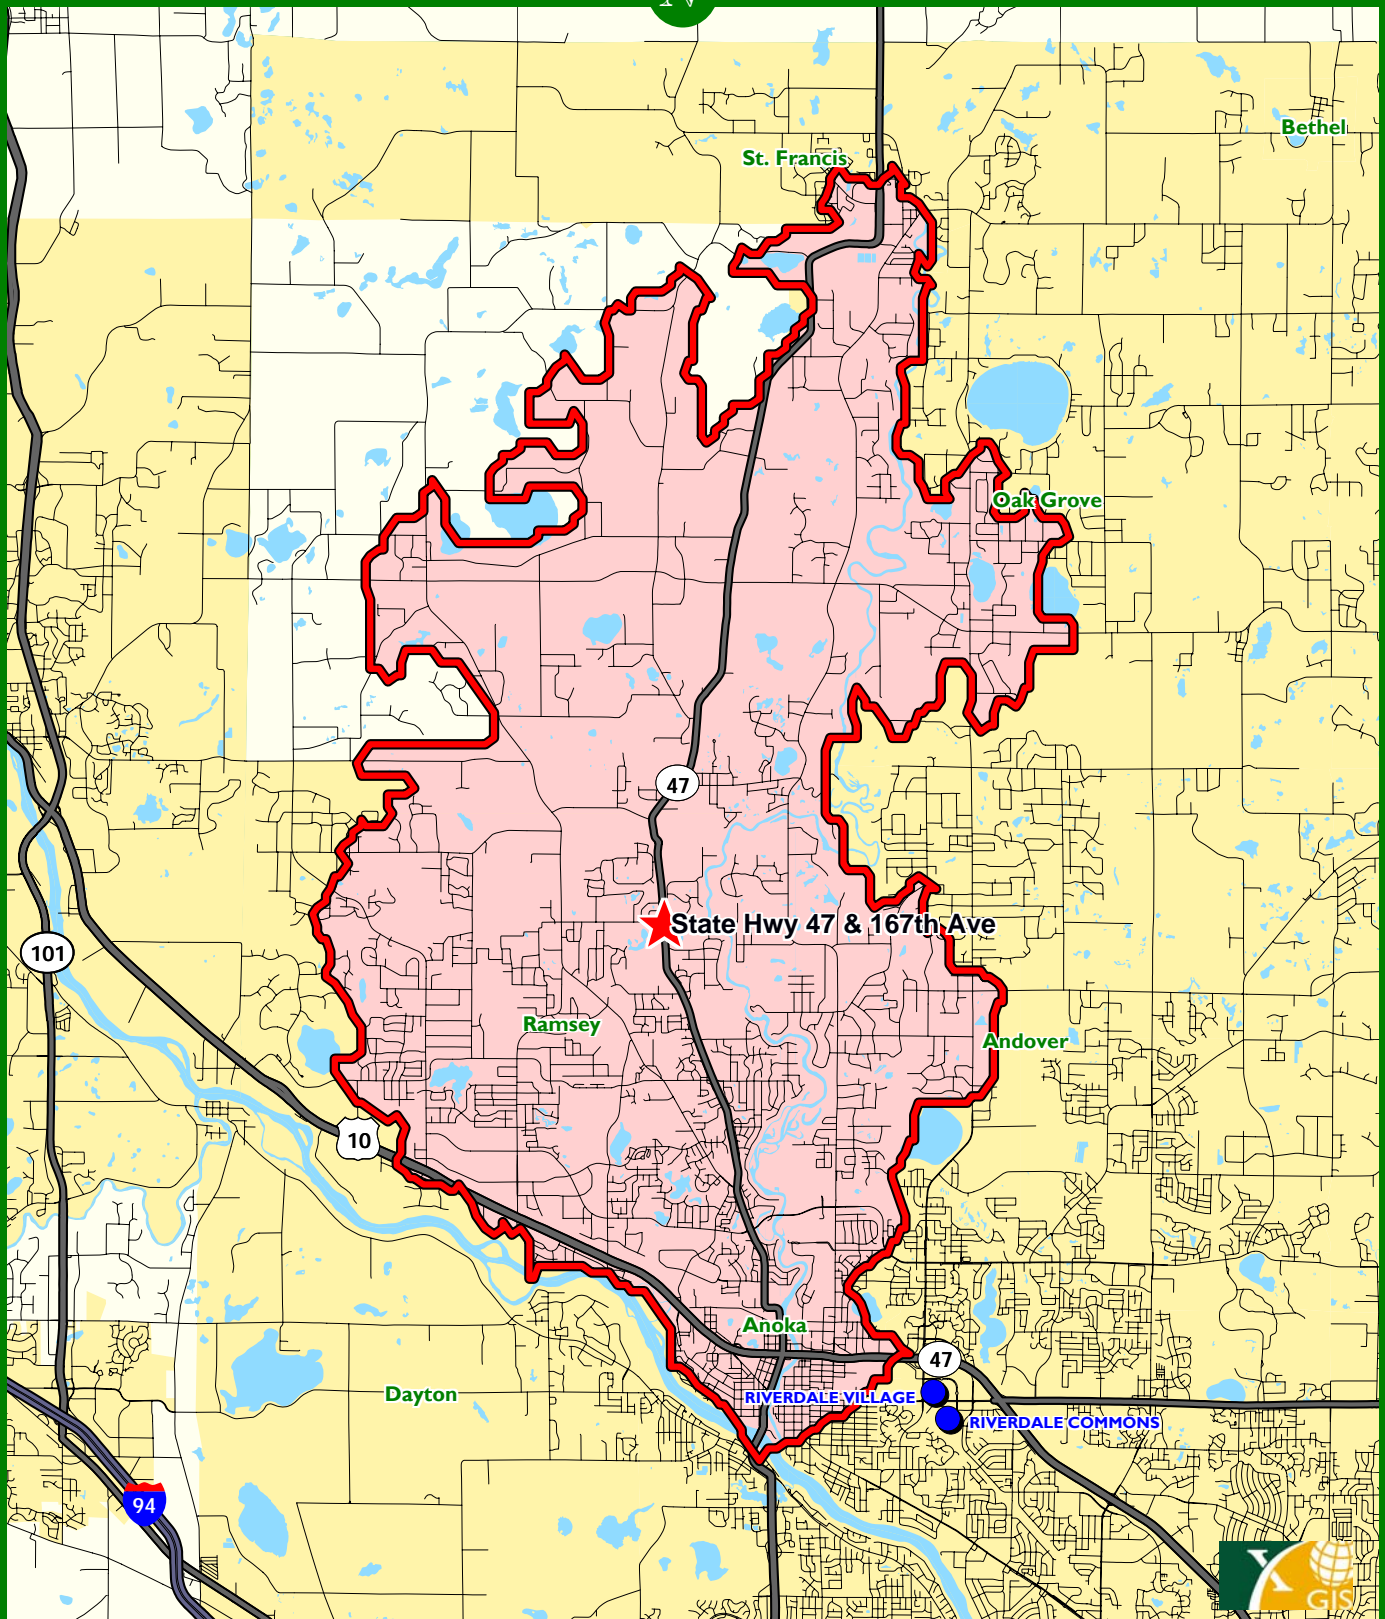 Bethel
St. Francis
Oak Grove
47
State Hwy 47 & 167th Ave
101
Ramsey
Andover
10
Anoka
47
Dayton
RIVERDALE VILLAGE
RIVERDALE COMMONS
94
X
GIS